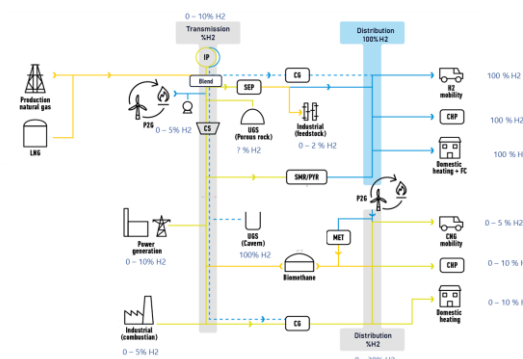 0 – 10% H2
Transmission
%H2
Distribution
100% H2
IP
Blend
CG
SEP
Production
natural gas
P2G
0 – 5% H2
UGS
(Porous rock)
? % H2
Industrial
(feedstock)
0 – 2 % H2
H2
mobility
100 % H2
CHP
100 % H2
Domestic
heating + FC
100 % H
LNG
CS
SMR/PYR
P2G
Power
generation
0 – 10% H2
UGS
(Cavern)
100% H2
MET
Biomethane
CNG
mobility
0 – 5 % H2
CHP
0 – 10 % H
Domestic
heating
0 – 10 % H
Industrial
(combustian)
0 – 5% H2
CG
Distribution
%H2